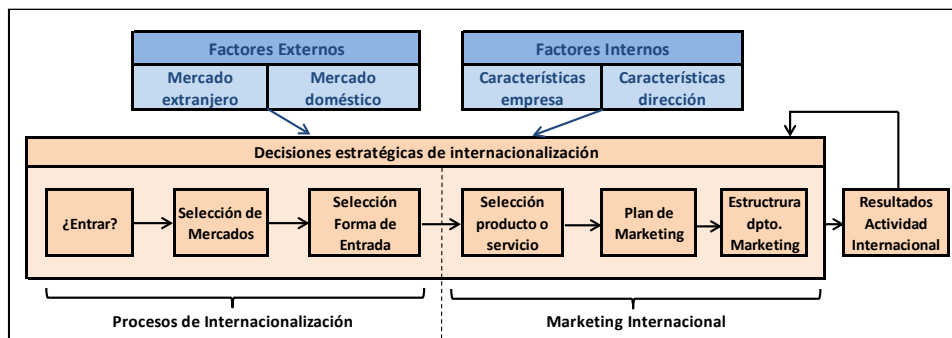 Factores Externos
Mercado
extranjero
Mercado
doméstico
Factores Internos
Característícas
empresa
Características
dirección
Decisiones estratégicas de internacionalización
¿Entrar?
Selección de
Mercados
Selección
Forma de
Entrada
Selección
producto o
servicio
Plan de
Marketing
Estructura
dpto.
Marketing
Resultados
Actividad
Internacional
Procesos de Internacionalización
Marketing Internacional